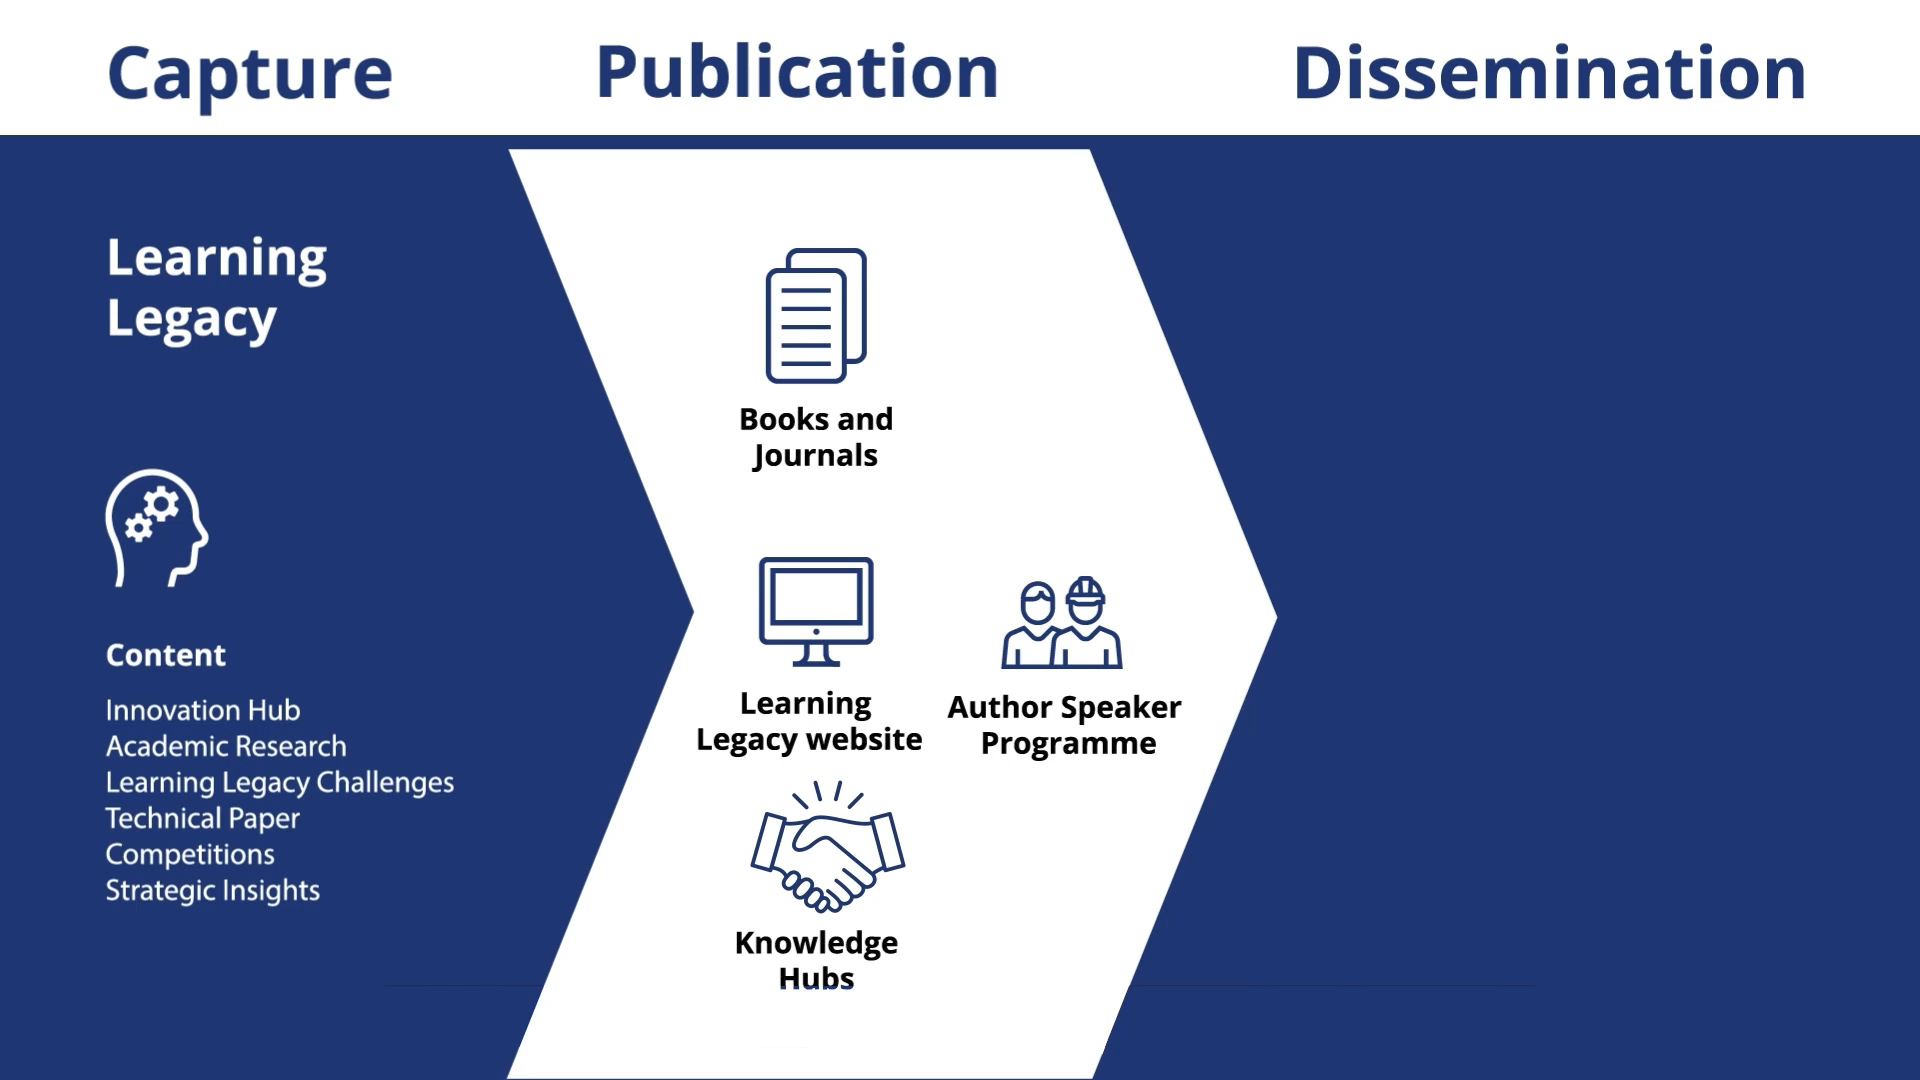 Capture
Publication
Dissemination
Learning
Legacy
Content
Innovation Hub
Academic Research
Learning Legacy Challenges
Technical Paper
Competitions
Strategic Insights
Books and
Journals
Learning
Legacy website
Author Speaker
Programme
Knowledge
Hubs